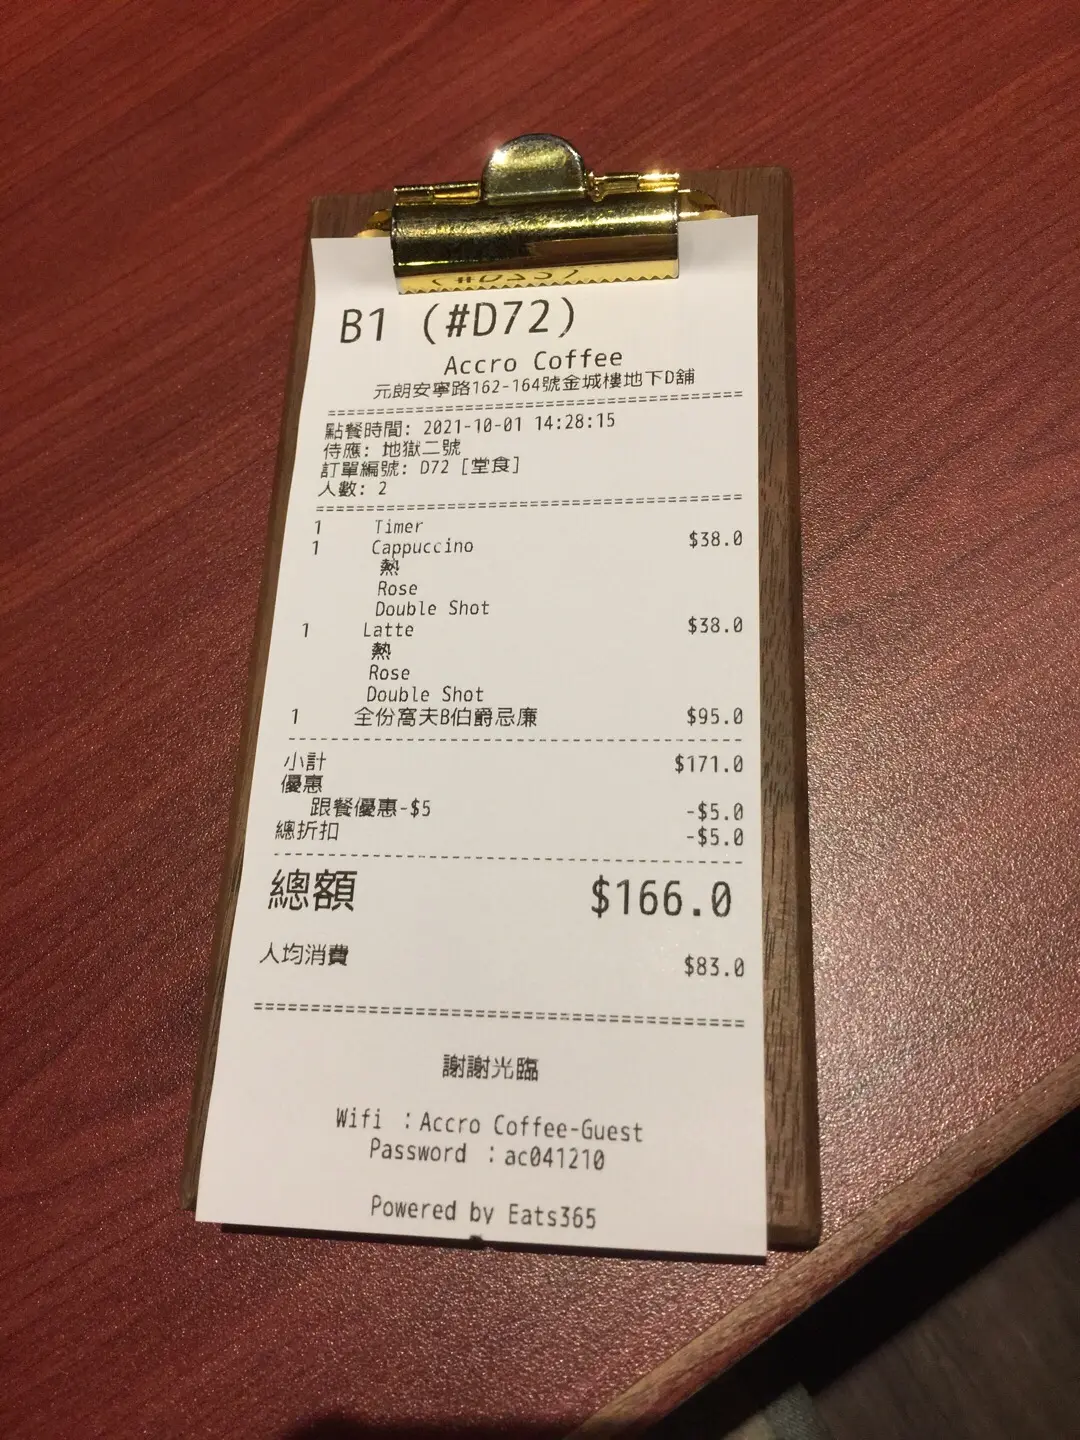 B1 (#D72)
Accro Coffee
元朗安寧路162-164號金城樓地下D舖
點餐時間: 2021-10-01 14:28:15
侍應: 地獄二號
訂單編號: D72 [堂食]
人數: 2
1 Timer
1 Cappuccino $38.0
熱
Rose
Double Shot
1 Latte $38.0
熱
Rose
Double Shot
1 全份窩夫B伯爵忌廉 $95.0
小計 $171.0
優惠
跟餐優惠-$5 -$5.0
總折扣 -$5.0
總額 $166.0
人均消費 $83.0
謝謝光臨
Wifi :Accro Coffee-Guest
Password :ac041210
Powered by Eats365